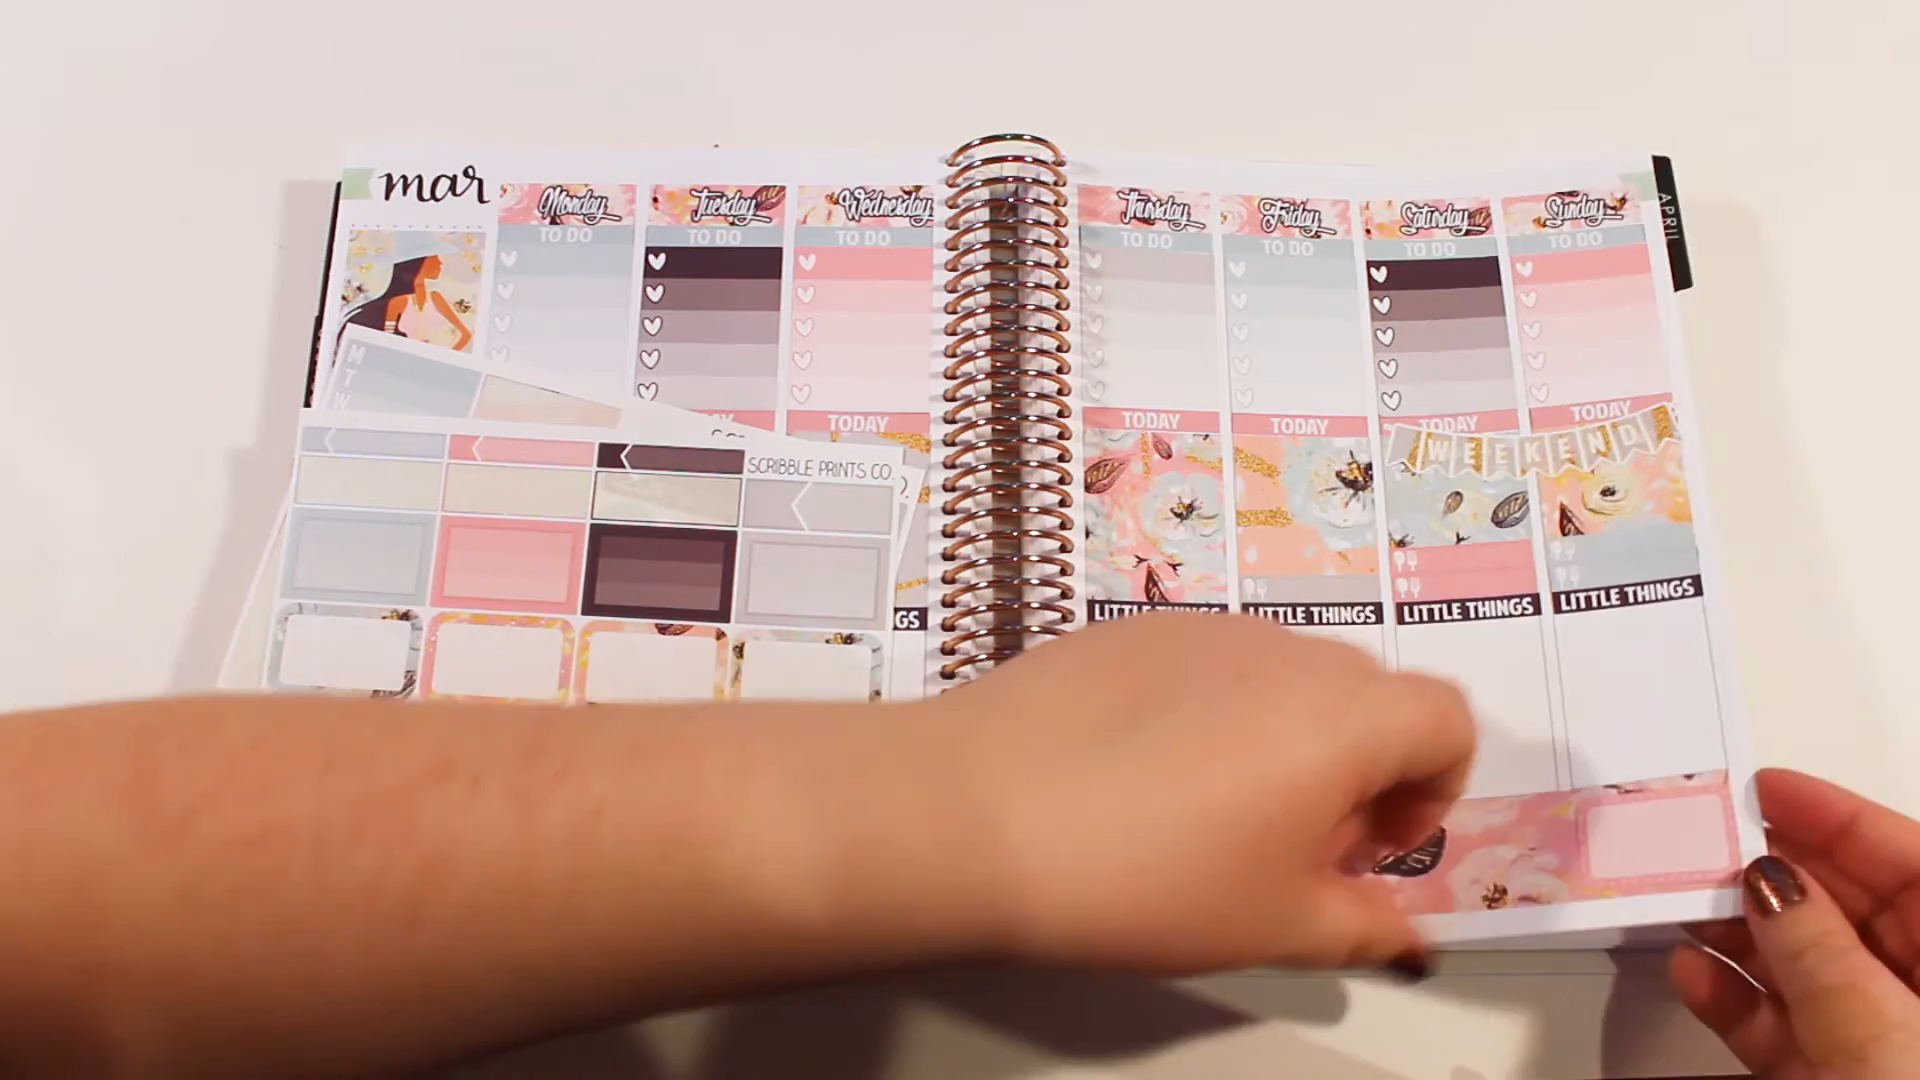 mar
Monday
Tuesday
Wednesday
Thursday
Friday
Saturday
Sunday
APRIL
TO DO
TO DO
TO DO
TO DO
TO DO
TO DO
TO DO
M
T
W
TODAY
TODAY
TODAY
TODAY
TODAY
WEEKEND
SCRIBBLE PRINTS CO.
LITTLE THINGS
LITTLE THINGS
LITTLE THINGS
LITTLE THINGS